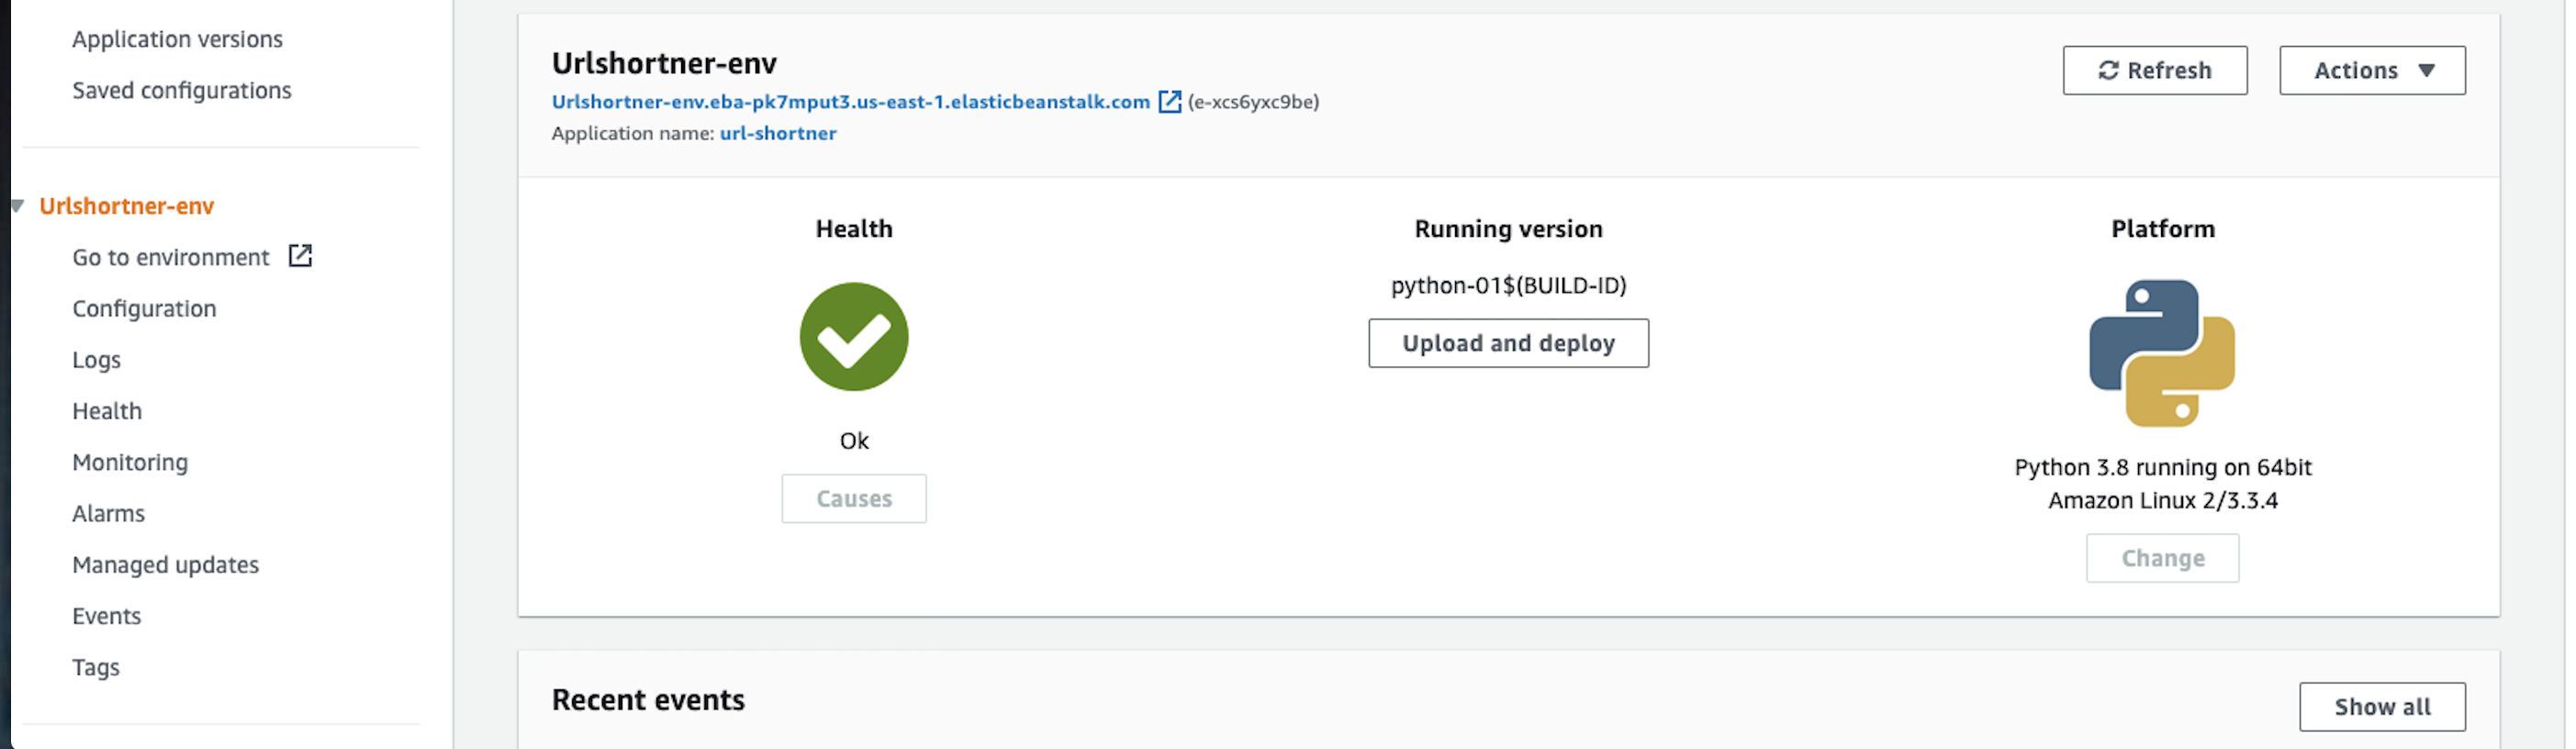 Application versions
Saved configurations
Urlshortner-env
Go to environment
Configuration
Logs
Health
Monitoring
Alarms
Managed updates
Events
Tags
Urlshortner-env
Refresh
Actions
Urlshortner-env.eba-pk7mput3.us-east-1.elasticbeanstalk.com (e-xcs6yxc9be)
Application name: url-shortner
Health
Ok
Causes
Running version
python-01$(BUILD-ID)
Upload and deploy
Platform
Python 3.8 running on 64bit
Amazon Linux 2/3.3.4
Change
Recent events
Show all